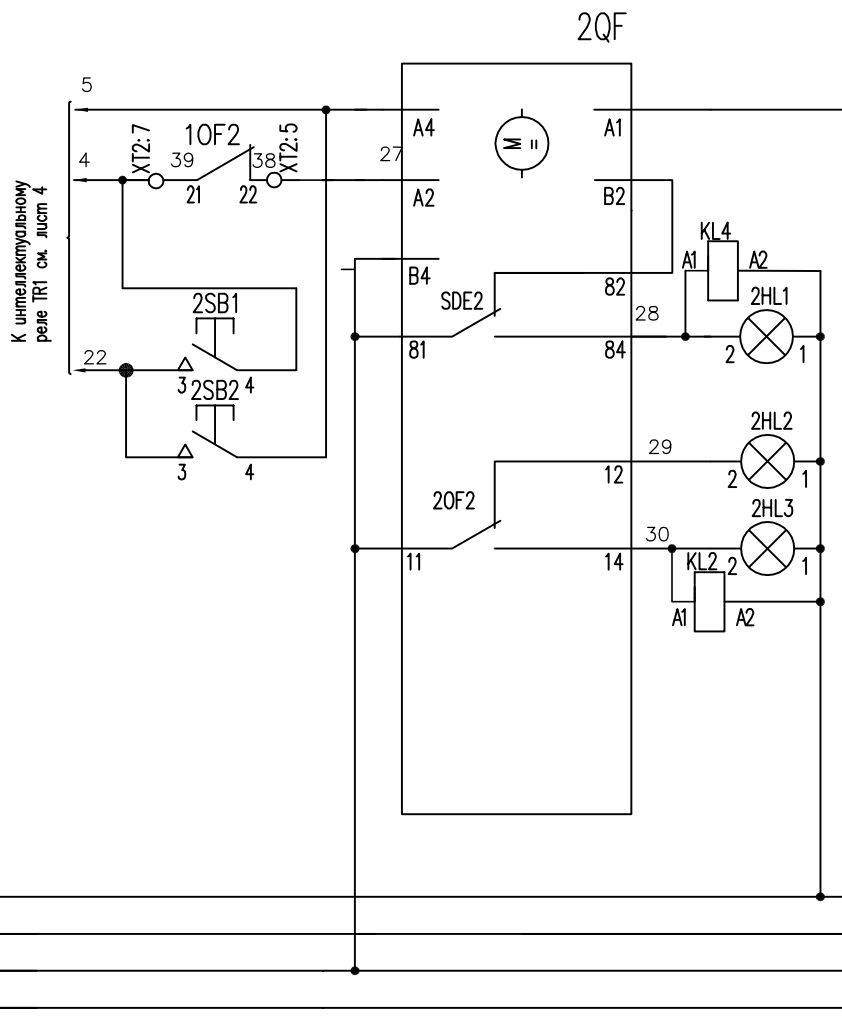 2QF
5
A4
A1
XT2:7
1OF2
39
38
XT2:5
27
4
21
22
A2
B2
К интеллектуальному
реле TR1 см. лист 4
M =
B4
82
KL4
A1
A2
2SB1
SDE2
28
2HL1
81
84
2
1
22
3
4
2SB2
3
4
2HL2
29
12
2
1
2OF2
2HL3
30
11
14
KL2
2
1
A1
A2